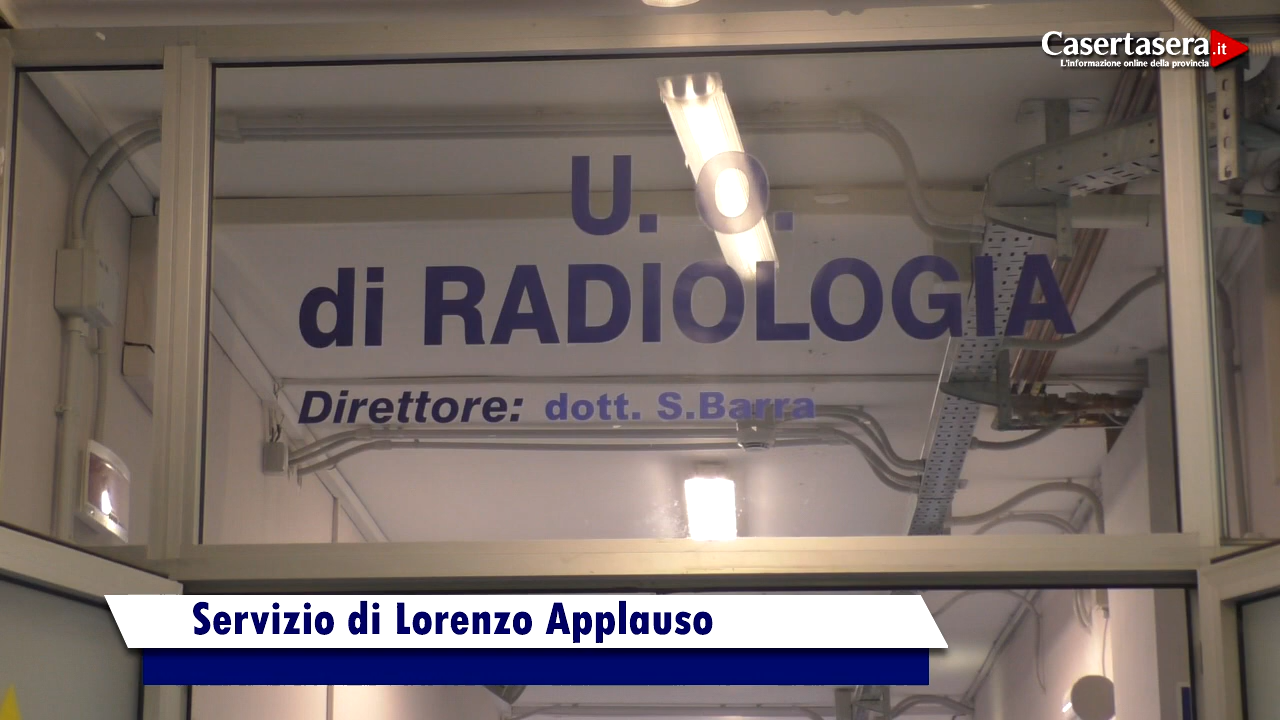 Casertasera.it
L'informazione online della provincia
U. O.
di RADIOLOGIA
Direttore: dott. S.Barra
Servizio di Lorenzo Applauso